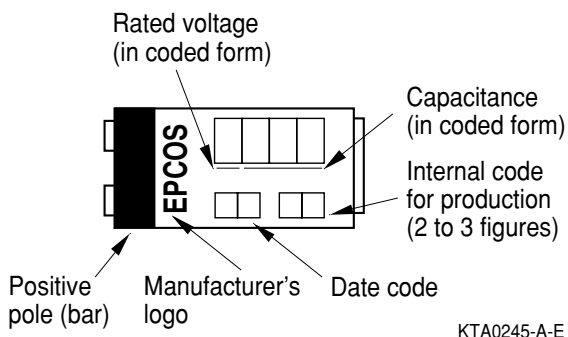 Rated voltage
(in coded form)
Capacitance
(in coded form)
EPCOS
Internal code
for production
(2 to 3 figures)
Positive
pole (bar)
Manufacturer's
logo
Date code
KTA0245-A-E